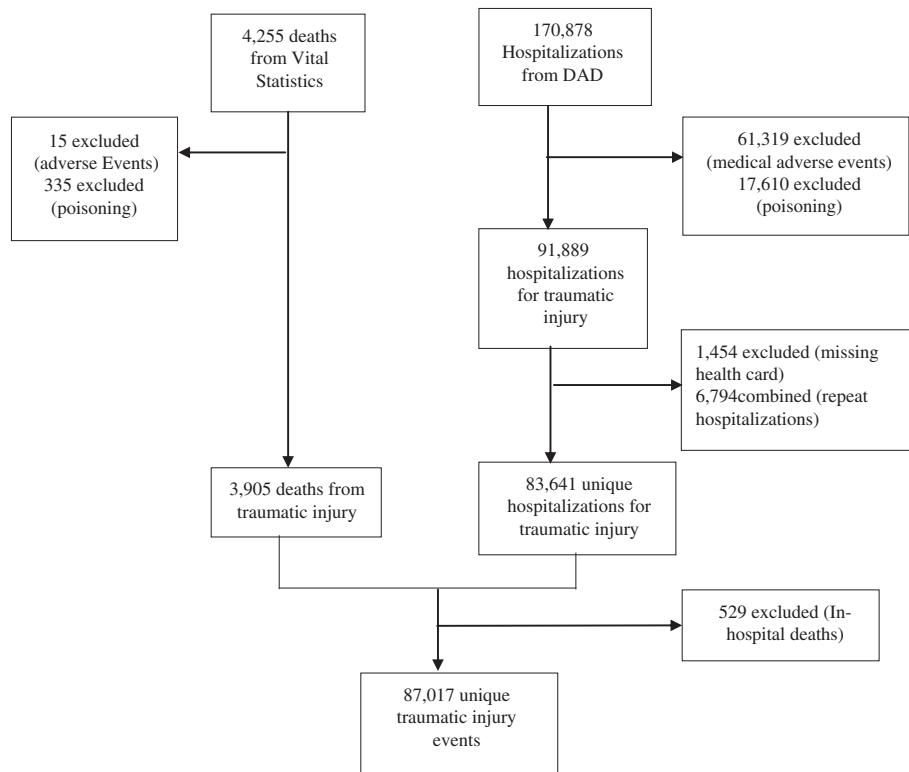 4,255 deaths
from Vital
Statistics
170,878
Hospitalizations
from DAD
15 excluded
(adverse Events)
335 excluded
(poisoning)
61,319 excluded
(medical adverse events)
17,610 excluded
(poisoning)
91,889
hospitalizations
for traumatic
injury
1,454 excluded (missing
health card)
6,794combined (repeat
hospitalizations)
3,905 deaths from
traumatic injury
83,641 unique
hospitalizations for
traumatic injury
529 excluded (In-
hospital deaths)
87,017 unique
traumatic injury
events